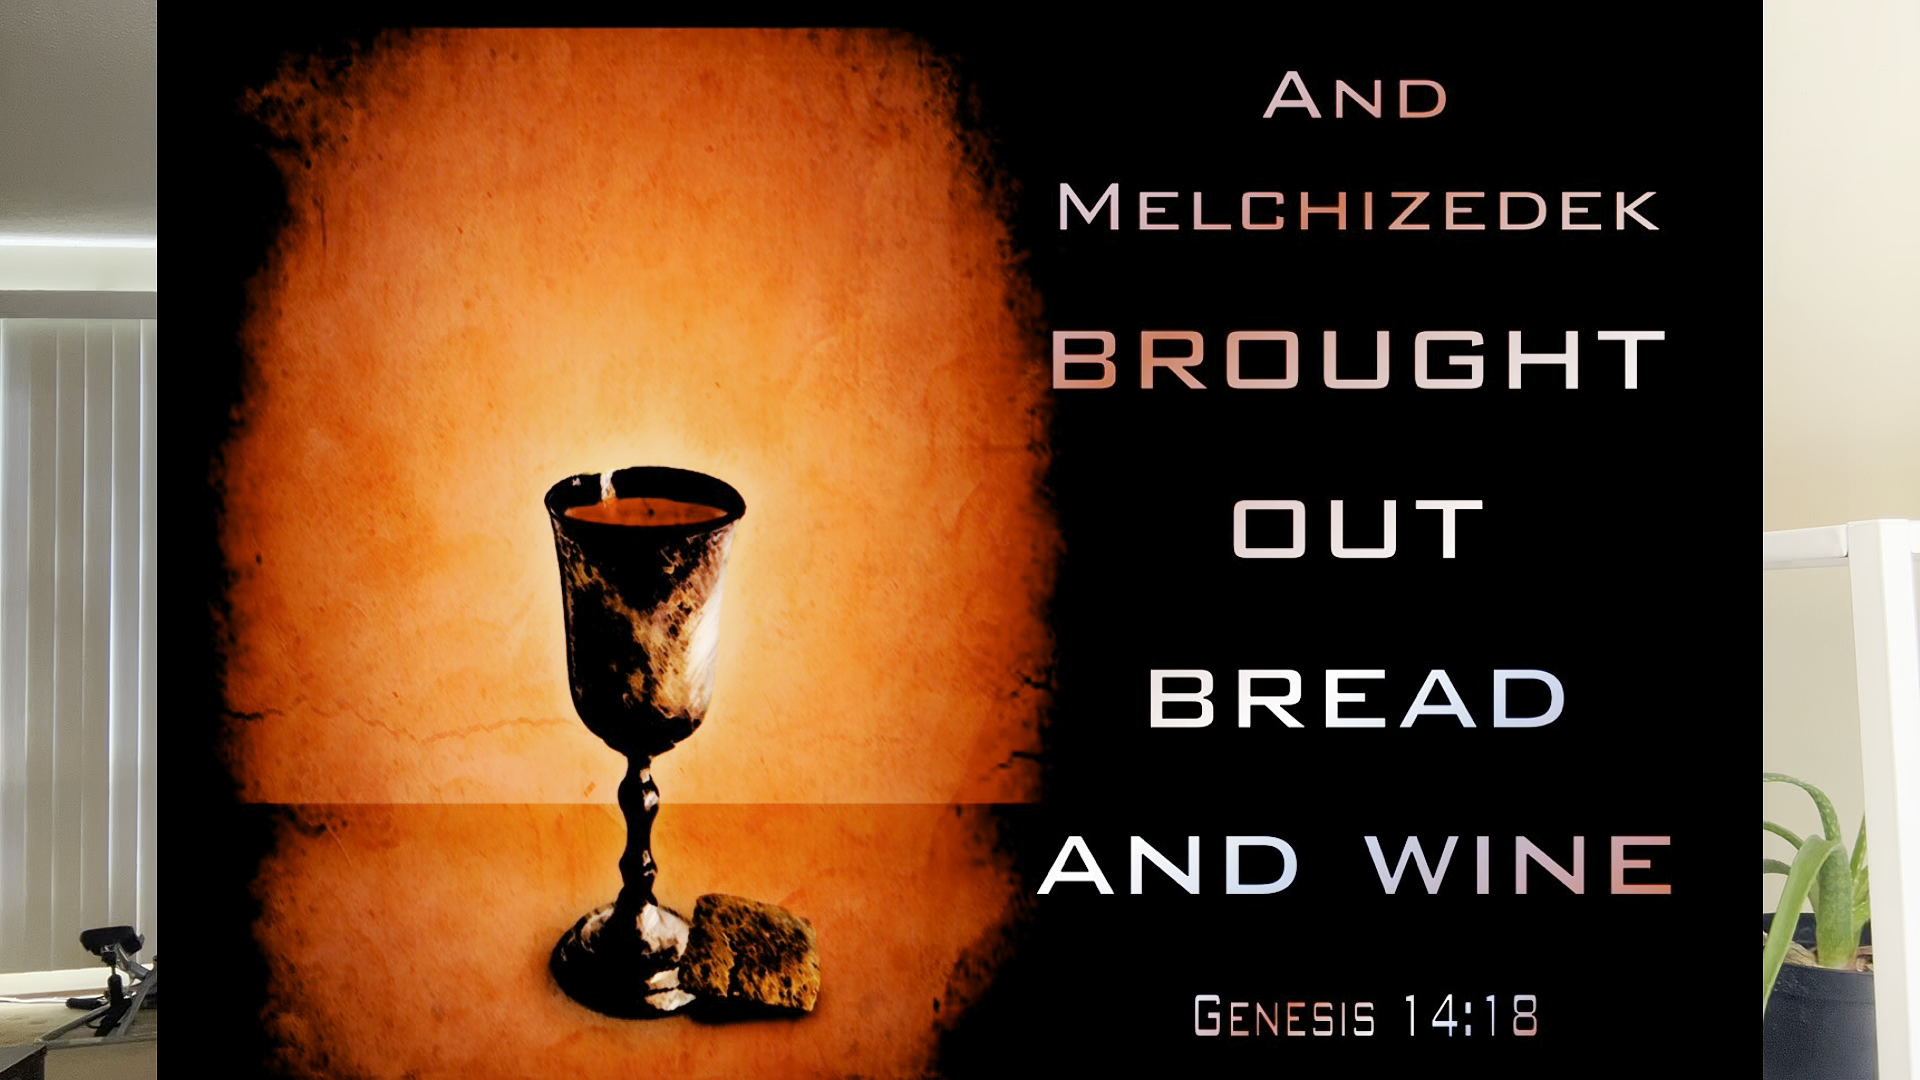 And
Melchizedek
BROUGHT
OUT
BREAD
AND WINE
Genesis 14:18